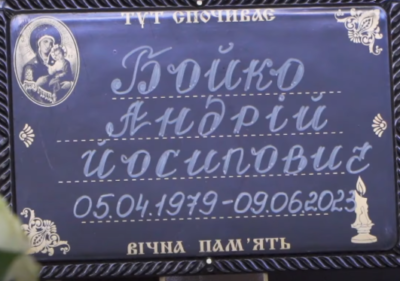 ТУТ СПОЧИВАЄ
Бойко
Андрій
Йосипович
05.04.1979-09.06.2023
ВІЧНА ПАМ'ЯТЬ